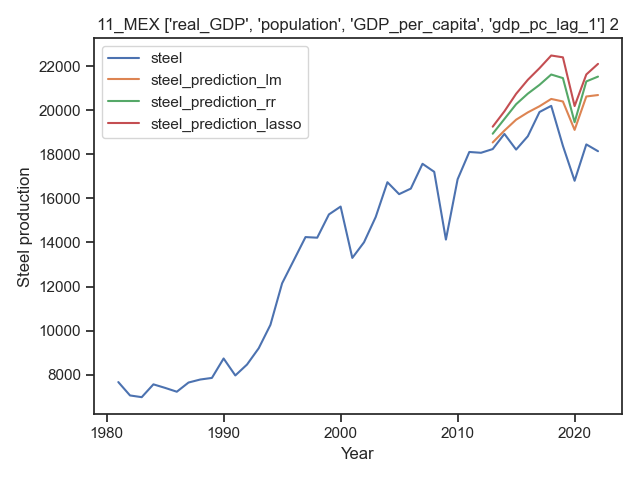 11_MEX ['real_GDP', 'population', 'GDP_per_capita', 'gdp_pc_lag_1'] 2
steel
steel_prediction_lm
steel_prediction_rr
steel_prediction_lasso
Steel production
22000
20000
18000
16000
14000
12000
10000
8000
1980 1990 2000 2010 2020
Year